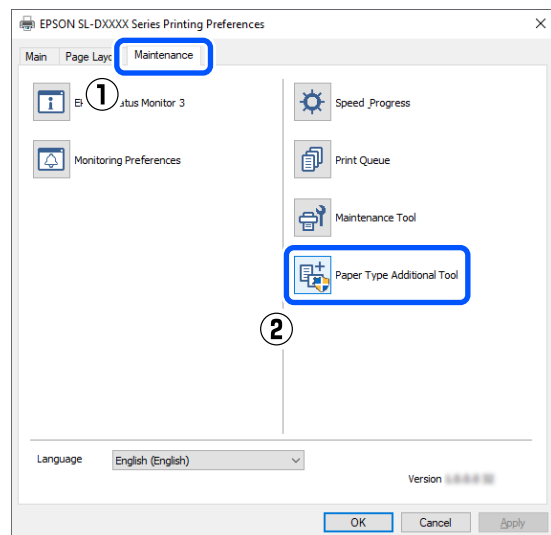 EPSON SL-DXXXX Series Printing Preferences
Main Page Layo Maintenance
1
tus Monitor 3
Speed Progress
Monitoring Preferences
Print Queue
Maintenance Tool
Paper Type Additional Tool
2
Language English (English)
Version
OK Cancel Apply